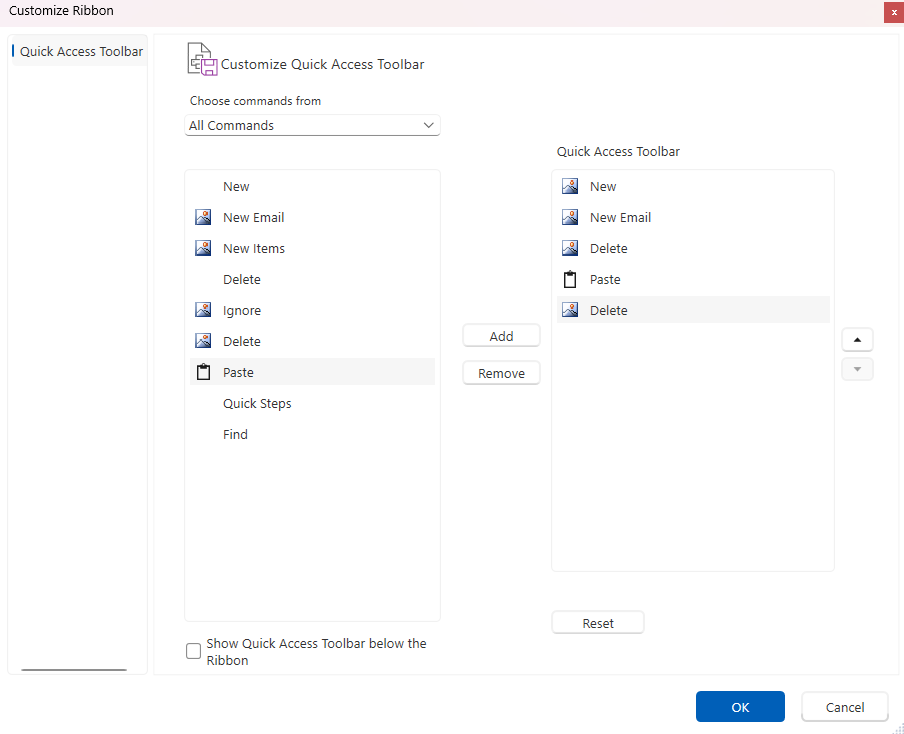 Customize Ribbon
Quick Access Toolbar
Customize Quick Access Toolbar
Choose commands from
All Commands
New
New Email
New Items
Delete
Ignore
Delete
Paste
Quick Steps
Find
Show Quick Access Toolbar below the
Ribbon
Add
Remove
Quick Access Toolbar
New
New Email
Delete
Paste
Delete
Reset
OK
Cancel